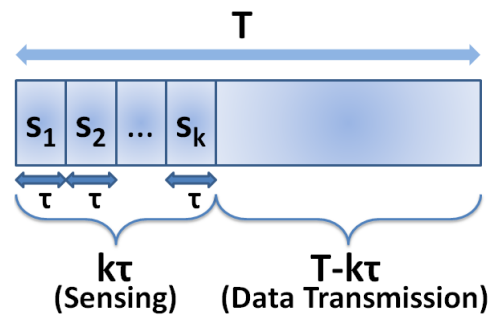 T
s1 s2 ... sk
τ τ τ
kτ T-kτ
(Sensing) (Data Transmission)